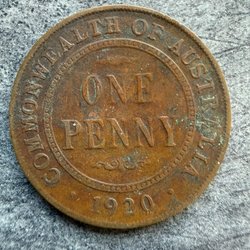 COMMONWEALTH OF AUSTRALIA
ONE
PENNY
1920